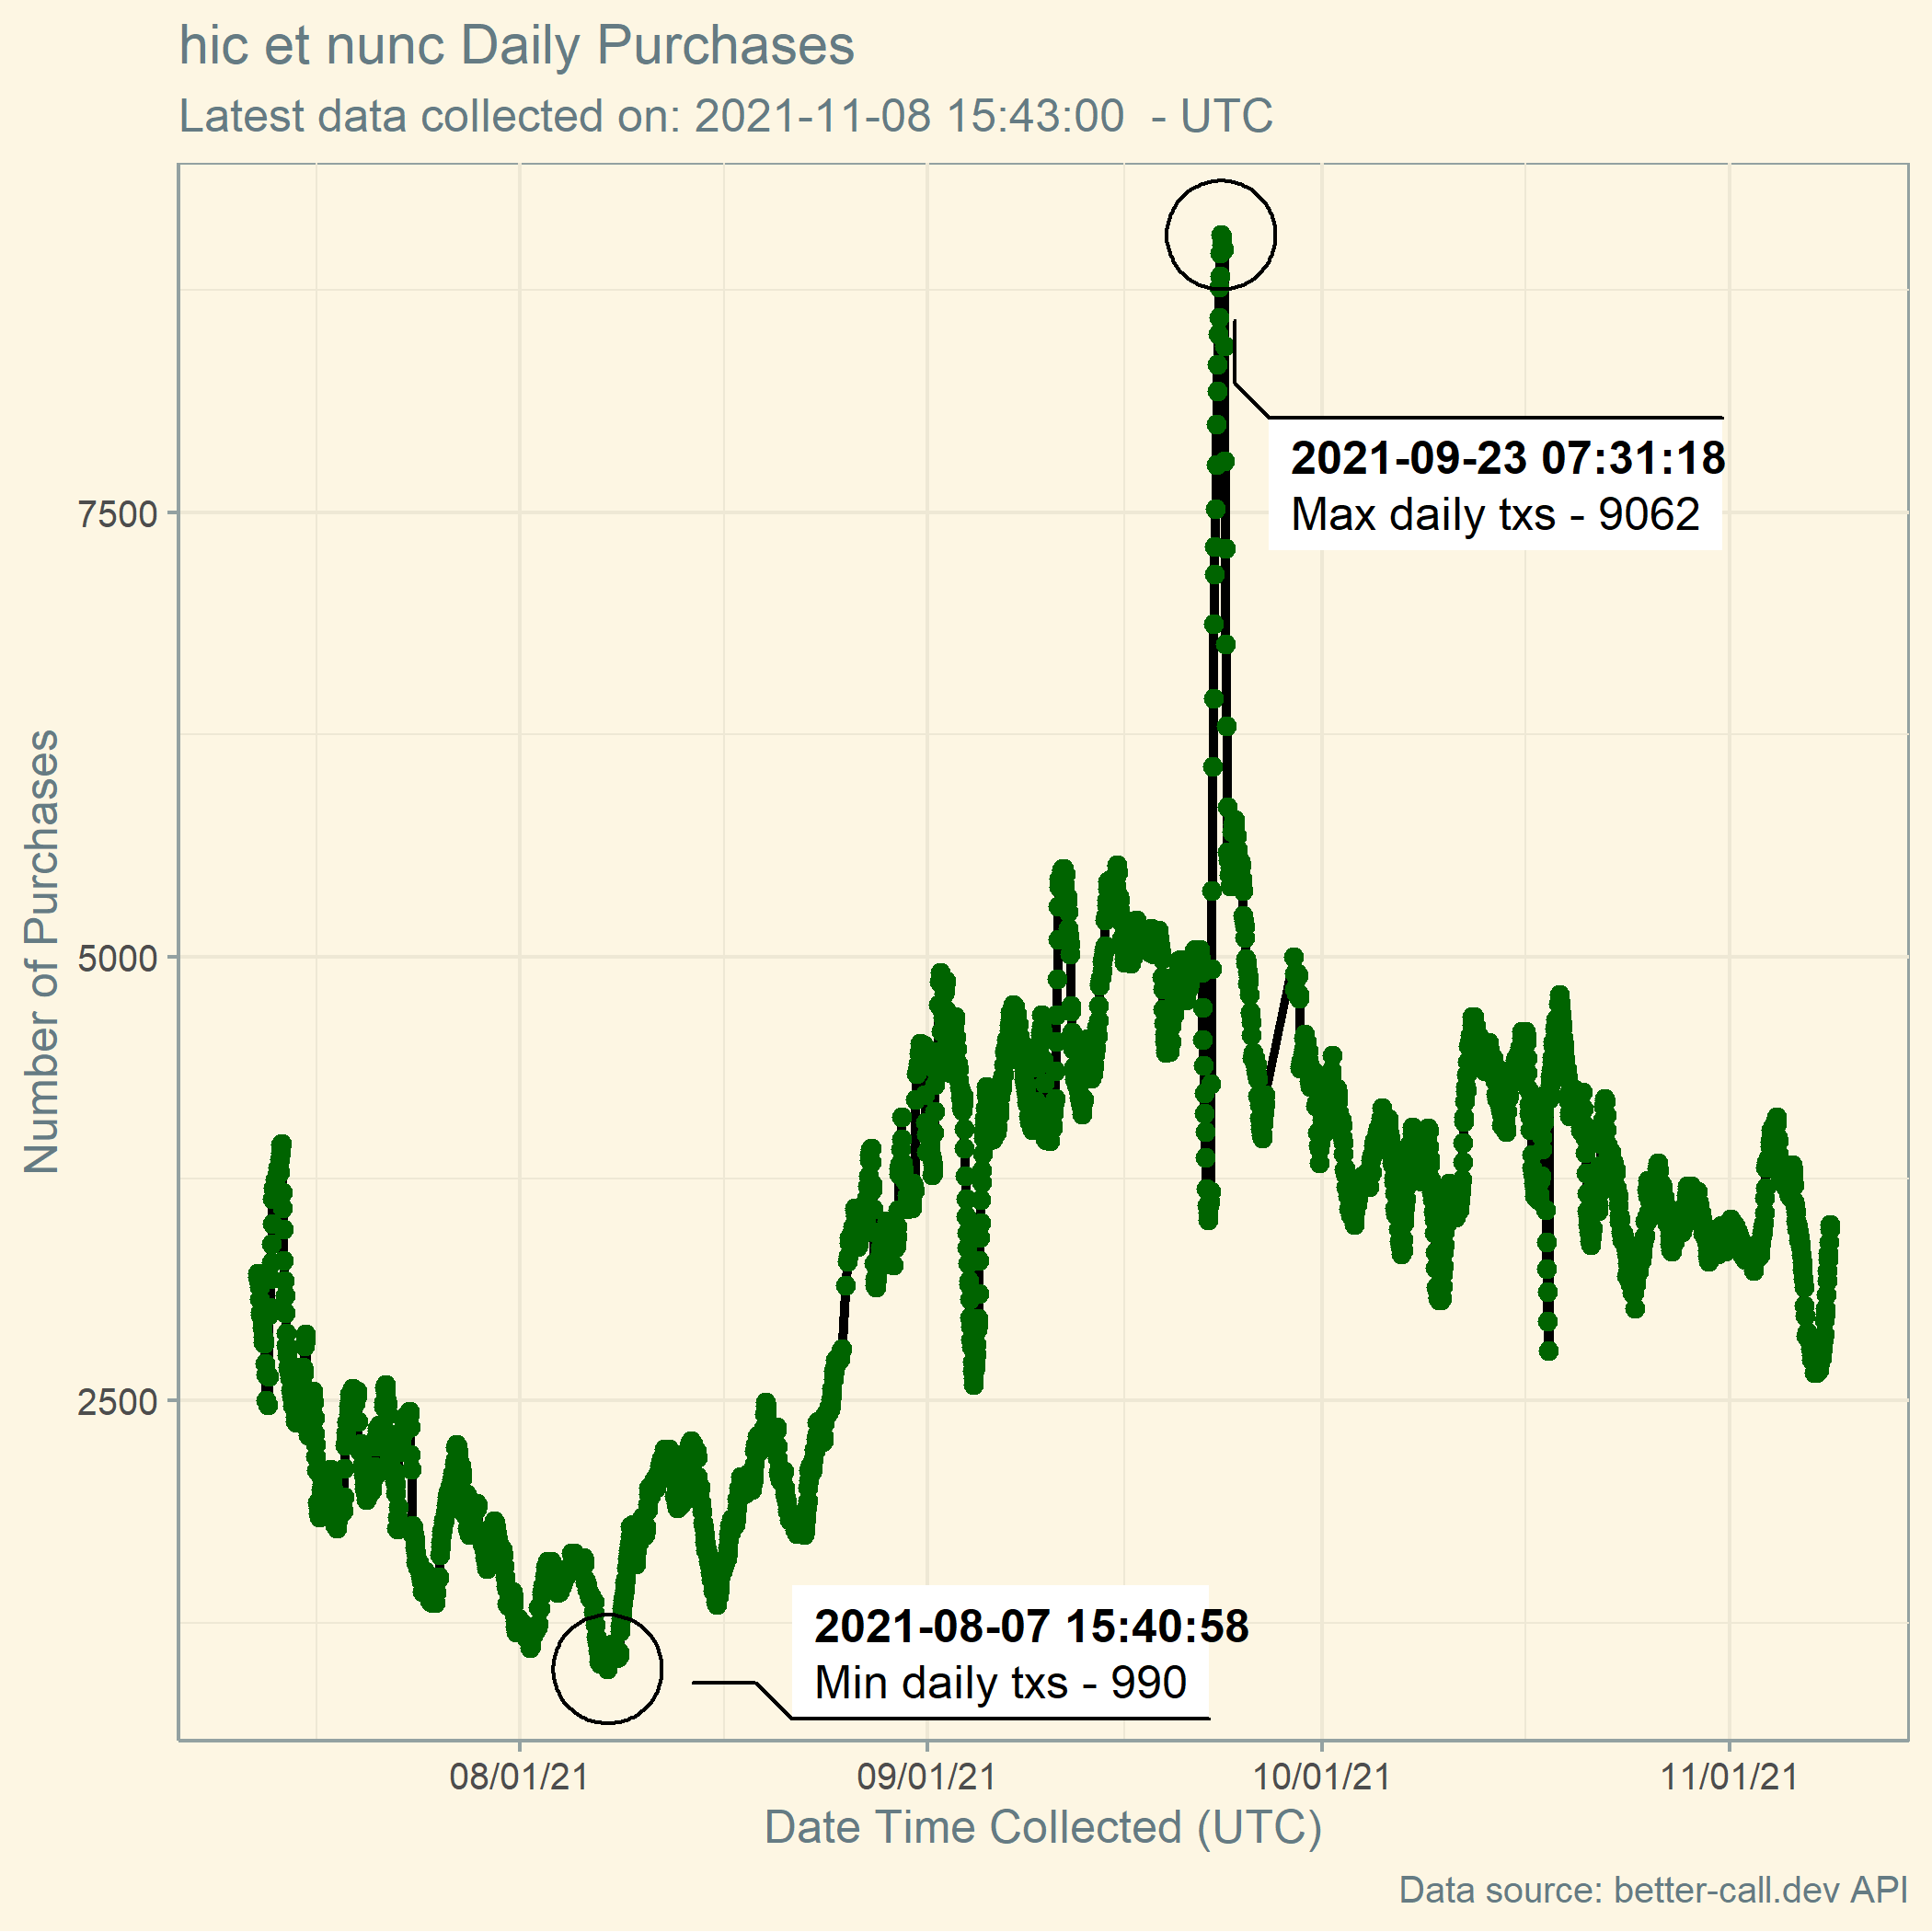 hic et nunc Daily Purchases
Latest data collected on: 2021-11-08 15:43:00  - UTC
2021-09-23 07:31:18
Max daily txs - 9062
7500
5000
2500
Number of Purchases
2021-08-07 15:40:58
Min daily txs - 990
08/01/21 09/01/21 10/01/21 11/01/21
Date Time Collected (UTC)
Data source: better-call.dev API